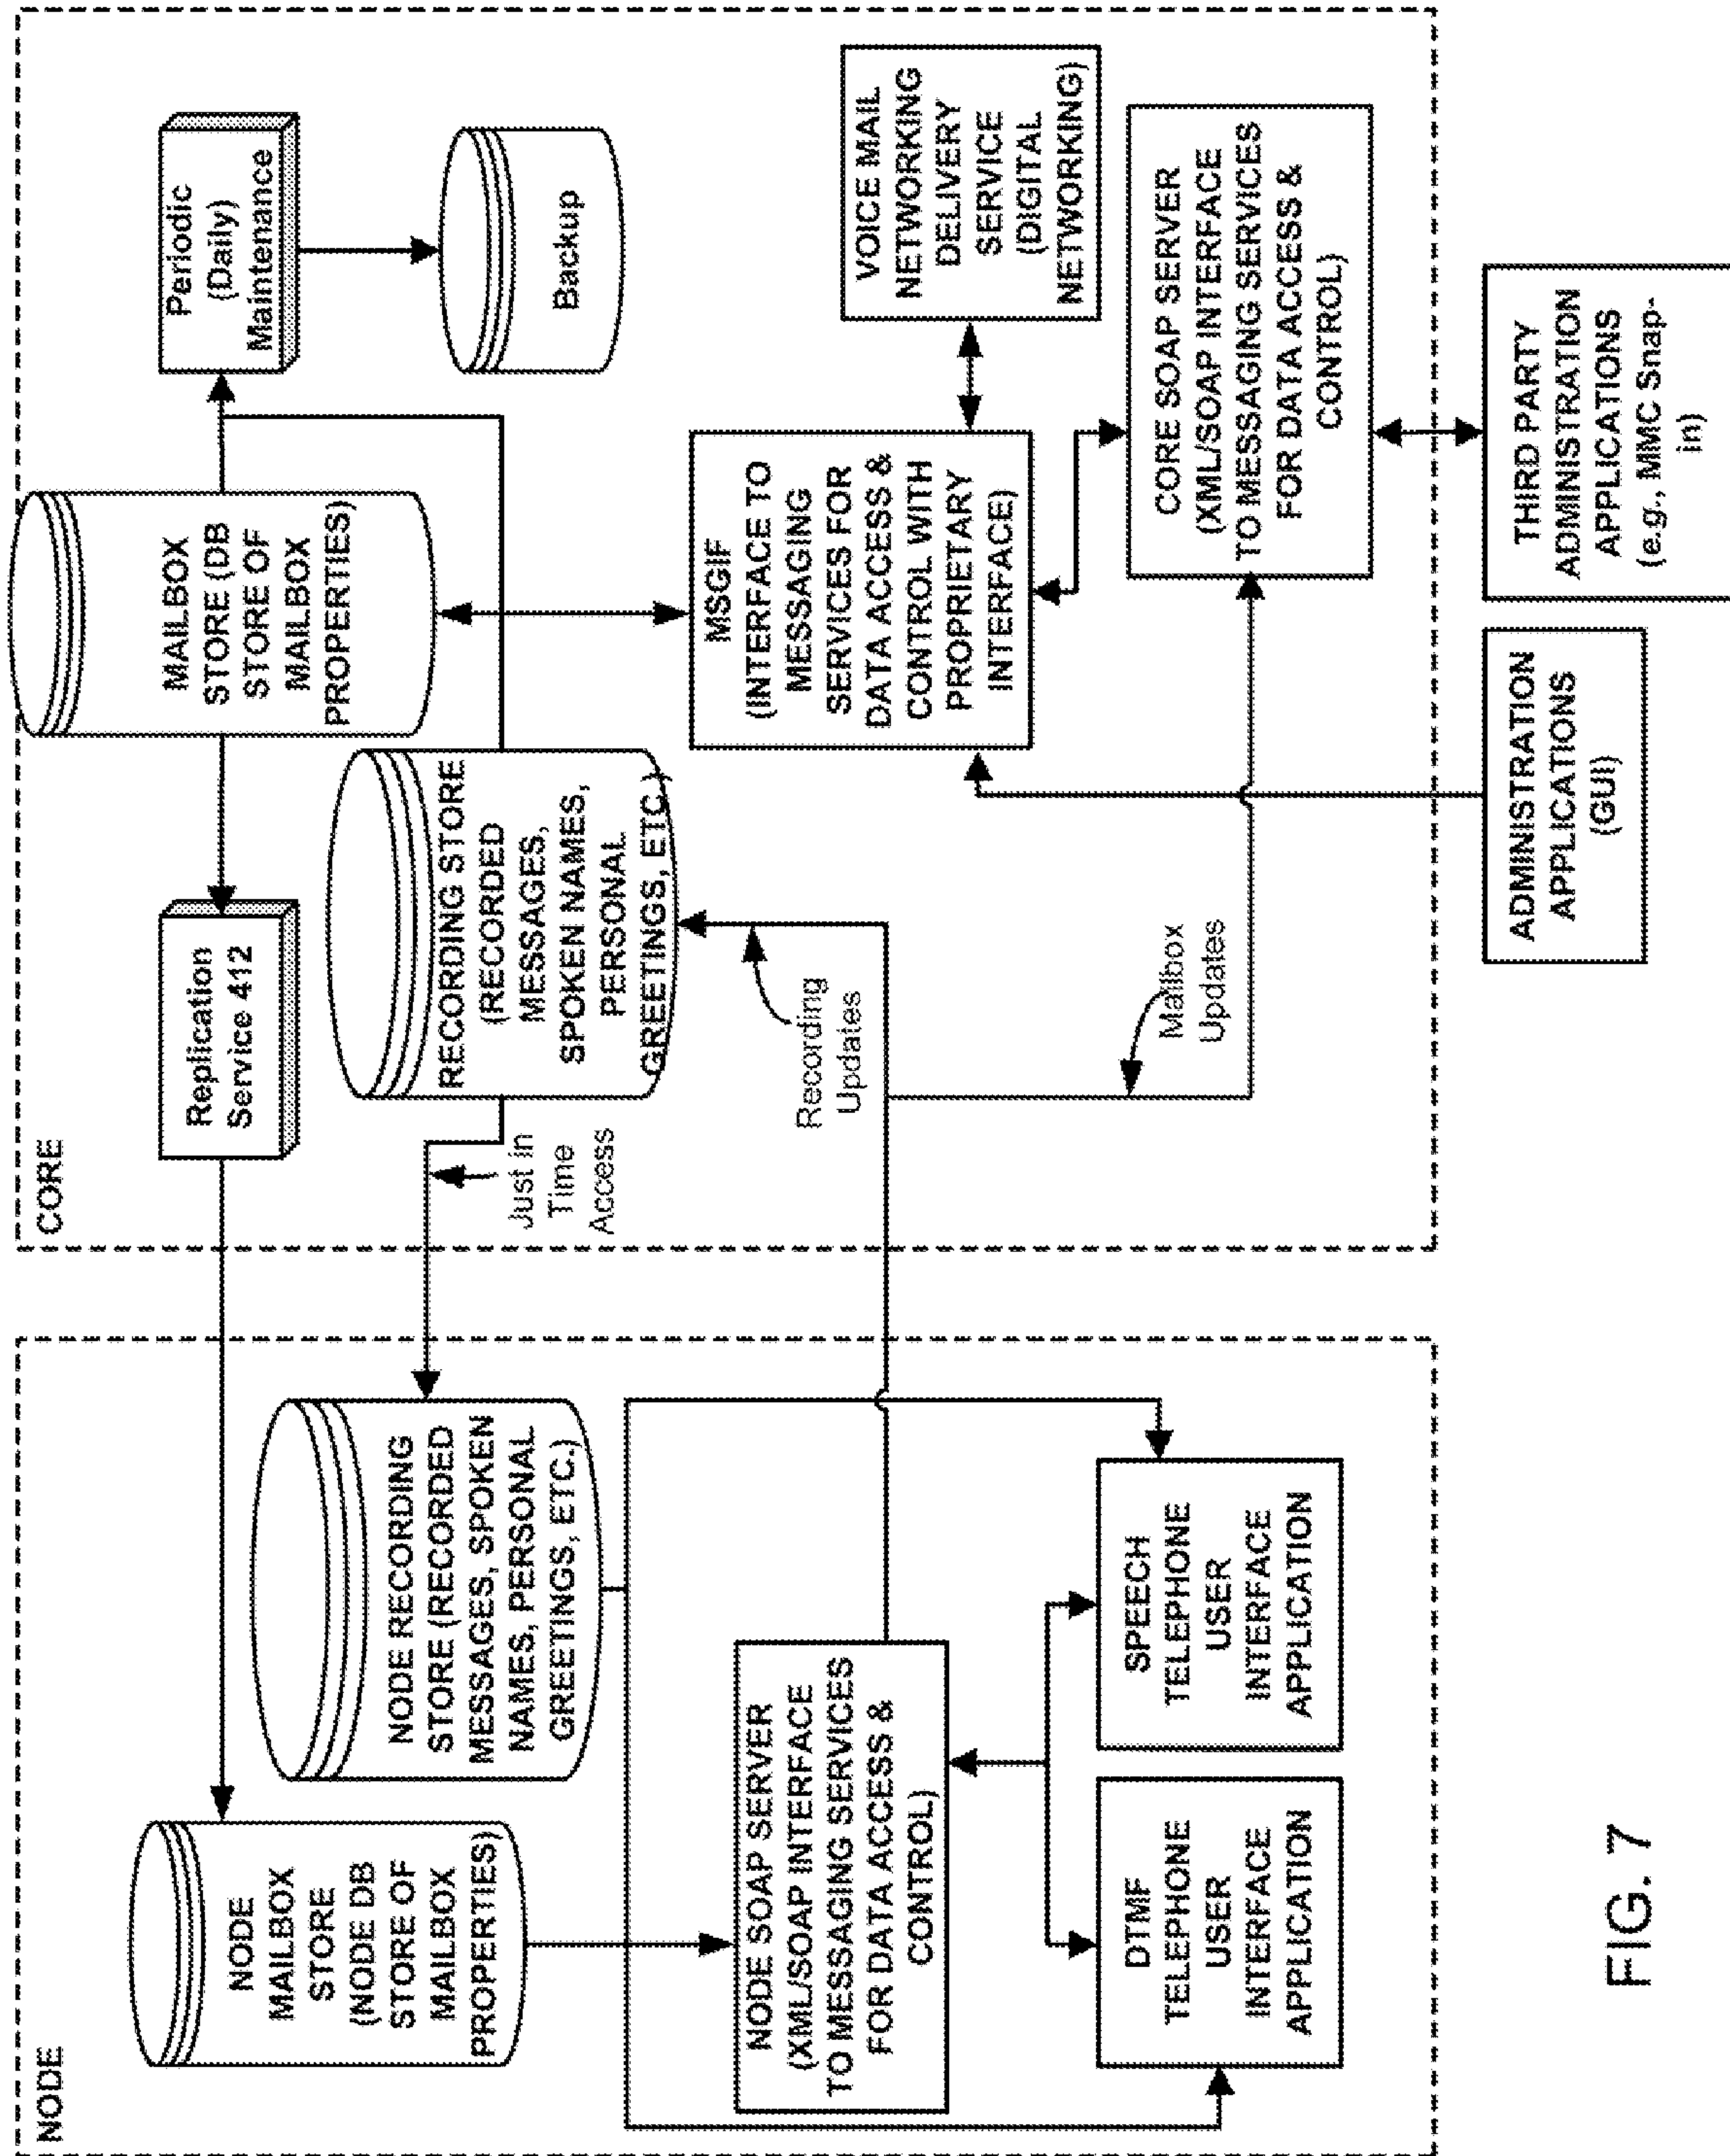 NODE
NODE
MAILBOX
STORE
(NODE DB
STORE OF
MAILBOX
PROPERTIES)
NODE RECORDING
STORE (RECORDED
MESSAGES, SPOKEN
NAMES, PERSONAL
GREETINGS, ETC.)
NODE SOAP SERVER
(XML/SOAP INTERFACE
TO MESSAGING SERVICES
FOR DATA ACCESS &
CONTROL)
DTMF
TELEPHONE
USER
INTERFACE
APPLICATION
SPEECH
TELEPHONE
USER
INTERFACE
APPLICATION
CORE
Replication
Service 412
MAILBOX
STORE (DB
STORE OF
MAILBOX
PROPERTIES)
Periodic
(Daily)
Maintenance
Backup
Just in
Time
Access
RECORDING STORE
(RECORDED
MESSAGES,
SPOKEN NAMES,
PERSONAL
GREETINGS, ETC.)
Recording
Updates
MSGIF
(INTERFACE TO
MESSAGING
SERVICES FOR
DATA ACCESS &
CONTROL WITH
PROPRIETARY
INTERFACE)
VOICE MAIL
NETWORKING
DELIVERY
SERVICE
(DIGITAL
NETWORKING)
Mailbox
Updates
CORE SOAP SERVER
(XML/SOAP INTERFACE
TO MESSAGING SERVICES
FOR DATA ACCESS &
CONTROL)
ADMINISTRATION
APPLICATIONS
(GUI)
THIRD PARTY
ADMINISTRATION
APPLICATIONS
(e.g., MMC Snap-
in)
FIG. 7